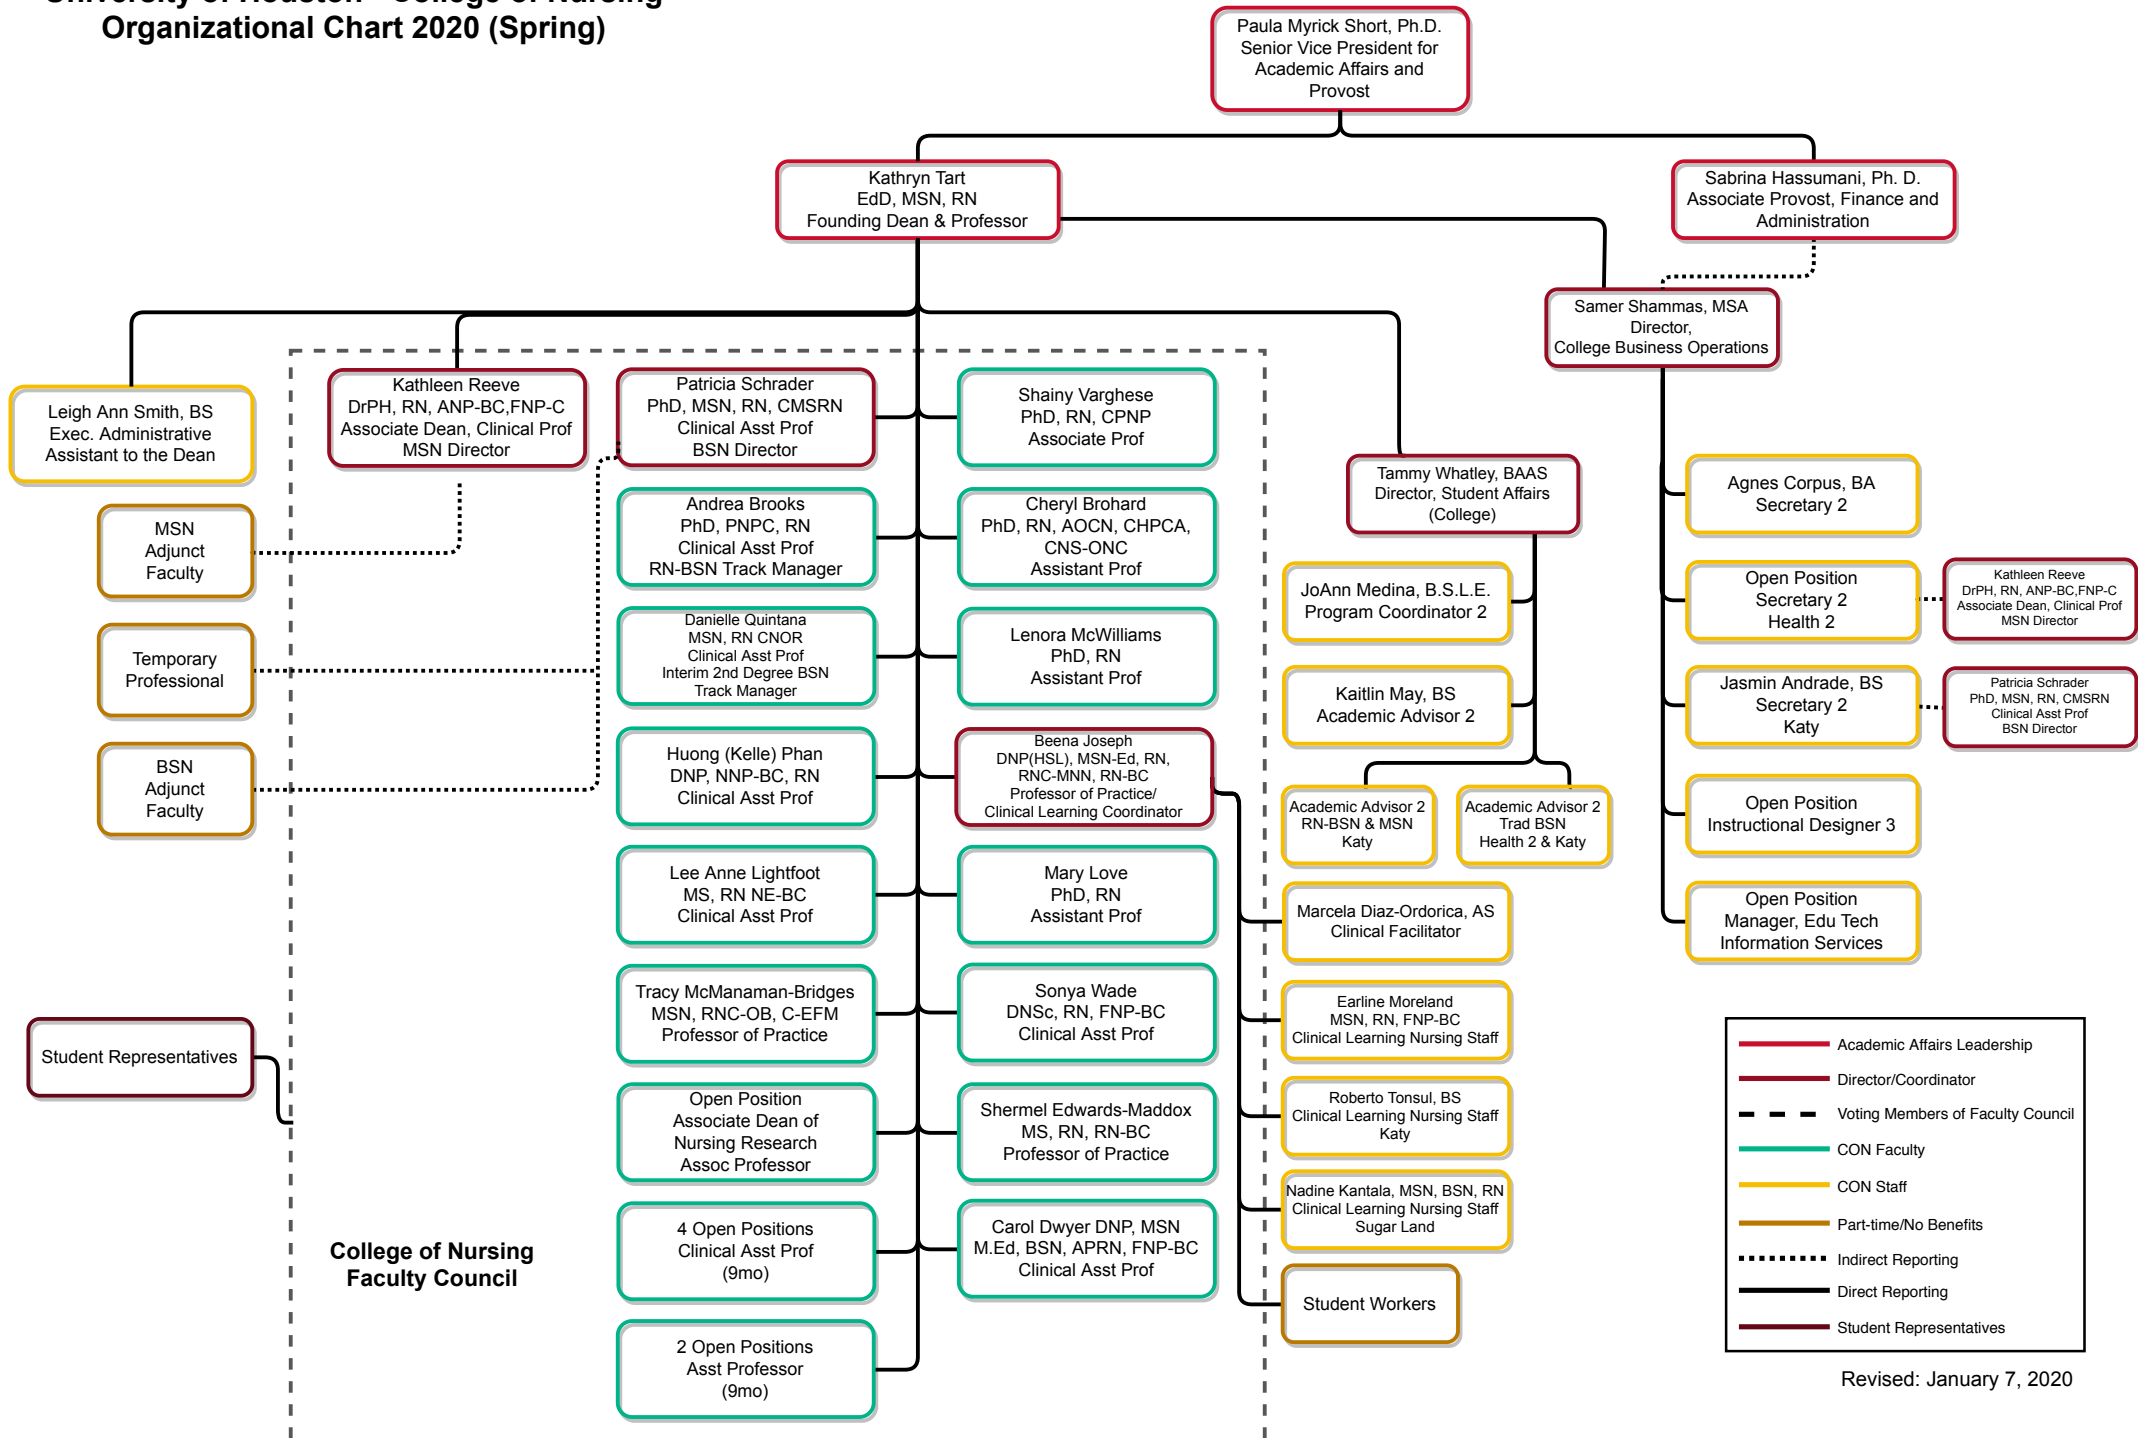 University of Houston - College of Nursing
Organizational Chart 2020 (Spring)
Paula Myrick Short, Ph.D.
Senior Vice President for
Academic Affairs and
Provost
Kathryn Tart
EdD, MSN, RN
Founding Dean & Professor
Sabrina Hassumani, Ph. D.
Associate Provost, Finance and
Administration
Samer Shammas, MSA
Director,
College Business Operations
Leigh Ann Smith, BS
Exec. Administrative
Assistant to the Dean
Kathleen Reeve
DrPH, RN, ANP-BC,FNP-C
Associate Dean, Clinical Prof
MSN Director
Patricia Schrader
PhD, MSN, RN, CMSRN
Clinical Asst Prof
BSN Director
Shainy Varghese
PhD, RN, CPNP
Associate Prof
Tammy Whatley, BAAS
Director, Student Affairs
(College)
Agnes Corpus, BA
Secretary 2
MSN
Adjunct
Faculty
Andrea Brooks
PhD, PNPC, RN
Clinical Asst Prof
RN-BSN Track Manager
Cheryl Brohard
PhD, RN, AOCN, CHPCA,
CNS-ONC
Assistant Prof
JoAnn Medina, B.S.L.E.
Program Coordinator 2
Open Position
Secretary 2
Health 2
Kathleen Reeve
DrPH, RN, ANP-BC,FNP-C
Associate Dean, Clinical Prof
MSN Director
Temporary
Professional
Danielle Quintana
MSN, RN CNOR
Clinical Asst Prof
Interim 2nd Degree BSN
Track Manager
Lenora McWilliams
PhD, RN
Assistant Prof
Kaitlin May, BS
Academic Advisor 2
Jasmin Andrade, BS
Secretary 2
Katy
Patricia Schrader
PhD, MSN, RN, CMSRN
Clinical Asst Prof
BSN Director
BSN
Adjunct
Faculty
Huong (Kelle) Phan
DNP, NNP-BC, RN
Clinical Asst Prof
Beena Joseph
DNP(HSL), MSN-Ed, RN,
RNC-MNN, RN-BC
Professor of Practice/
Clinical Learning Coordinator
Academic Advisor 2
RN-BSN & MSN
Katy
Academic Advisor 2
Trad BSN
Health 2 & Katy
Open Position
Instructional Designer 3
Lee Anne Lightfoot
MS, RN NE-BC
Clinical Asst Prof
Mary Love
PhD, RN
Assistant Prof
Marcela Diaz-Ordorica, AS
Clinical Facilitator
Open Position
Manager, Edu Tech
Information Services
Tracy McManaman-Bridges
MSN, RNC-OB, C-EFM
Professor of Practice
Sonya Wade
DNSc, RN, FNP-BC
Clinical Asst Prof
Earline Moreland
MSN, RN, FNP-BC
Clinical Learning Nursing Staff
Student Representatives
Open Position
Associate Dean of
Nursing Research
Assoc Professor
Shermel Edwards-Maddox
MS, RN, RN-BC
Professor of Practice
Roberto Tonsul, BS
Clinical Learning Nursing Staff
Katy
Nadine Kantala, MSN, BSN, RN
Clinical Learning Nursing Staff
Sugar Land
College of Nursing
Faculty Council
4 Open Positions
Clinical Asst Prof
(9mo)
Carol Dwyer DNP, MSN
M.Ed, BSN, APRN, FNP-BC
Clinical Asst Prof
Student Workers
2 Open Positions
Asst Professor
(9mo)
Academic Affairs Leadership
Director/Coordinator
Voting Members of Faculty Council
CON Faculty
CON Staff
Part-time/No Benefits
Indirect Reporting
Direct Reporting
Student Representatives
Revised: January 7, 2020